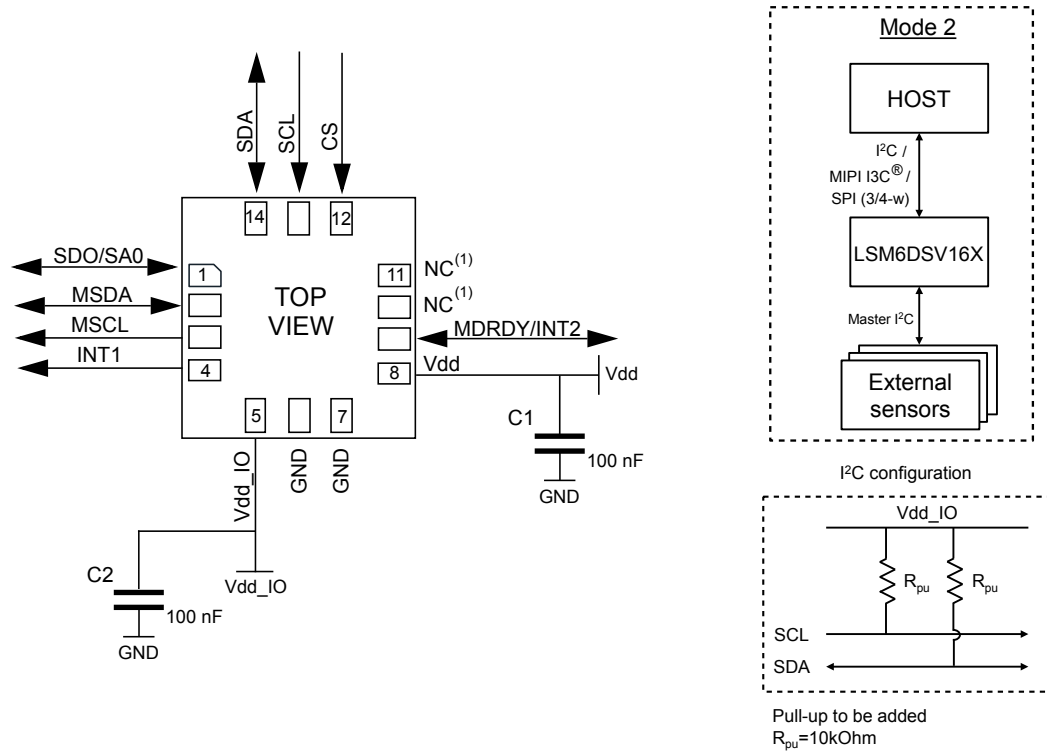 SDA
SCL
CS
14
12
SDO/SA0
MSDA
MSCL
INT1
1
4
TOP
VIEW
11
8
NC(1)
NC(1)
MDRDY/INT2
Vdd
Vdd
5
7
Vdd_IO
GND
GND
C1
100 nF
GND
C2
100 nF
GND
Vdd_IO
Mode 2
HOST
I²C /
MIPI I3C® /
SPI (3/4-w)
LSM6DSV16X
Master I²C
External
sensors
I²C configuration
Vdd_IO
Rpu
Rpu
SCL
SDA
Pull-up to be added
Rpu=10kOhm